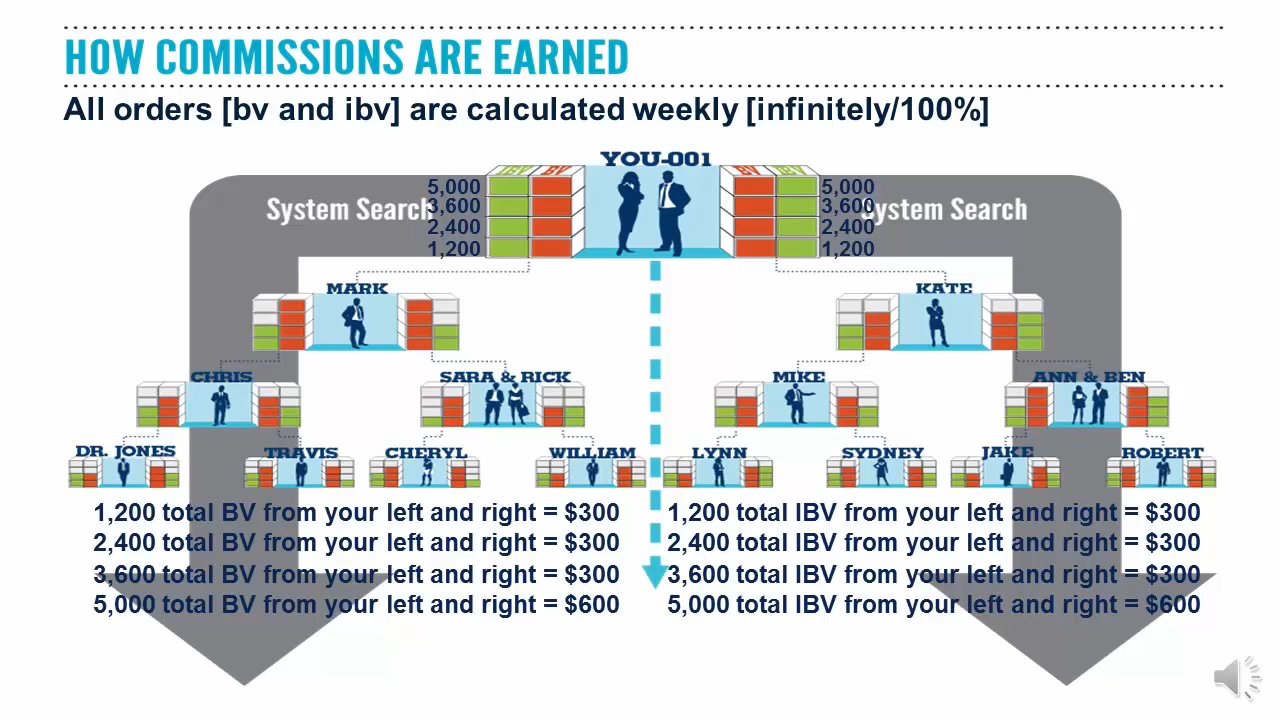 HOW COMMISSIONS ARE EARNED
All orders [bv and ibv] are calculated weekly [infinitely/100%]
YOU-001
IBV BV BV IBV
5,000 5,000
System Search 3,600 3,600 System Search
2,400 2,400
1,200 1,200
MARK KATE
CHRIS SARA & RICK MIKE ANN & BEN
DR. JONES TRAVIS CHERYL WILLIAM LYNN SYDNEY JAKE ROBERT
1,200 total BV from your left and right = $300
2,400 total BV from your left and right = $300
3,600 total BV from your left and right = $300
5,000 total BV from your left and right = $600
1,200 total IBV from your left and right = $300
2,400 total IBV from your left and right = $300
3,600 total IBV from your left and right = $300
5,000 total IBV from your left and right = $600